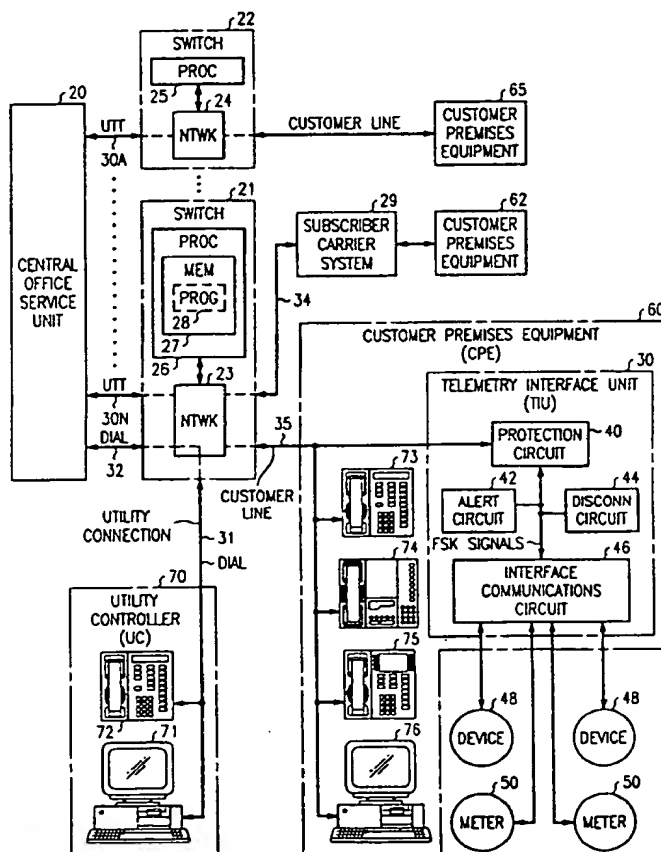 22
SWITCH
20
PROC
65
25
24
UTT
NTWK
CUSTOMER LINE
CUSTOMER
PREMISES
EQUIPMENT
30A
21
29
62
SWITCH
PROC
MEM
PROG
28
27
26
SUBSCRIBER
CARRIER
SYSTEM
CUSTOMER
PREMISES
EQUIPMENT
34
CENTRAL
OFFICE
SERVICE
UNIT
60
CUSTOMER PREMISES EQUIPMENT
(CPE)
23
30
UTT
30N
DIAL
32
NTWK
TELEMETRY INTERFACE UNIT
(TIU)
35
CUSTOMER
LINE
PROTECTION
CIRCUIT
40
73
42
ALERT
CIRCUIT
44
DISCONN
CIRCUIT
UTILITY
CONNECTION
31
DIAL
74
FSK SIGNALS
46
INTERFACE
COMMUNICATIONS
CIRCUIT
70
UTILITY
CONTROLLER
(UC)
75
72
71
76
48
DEVICE
48
DEVICE
50
METER
50
METER